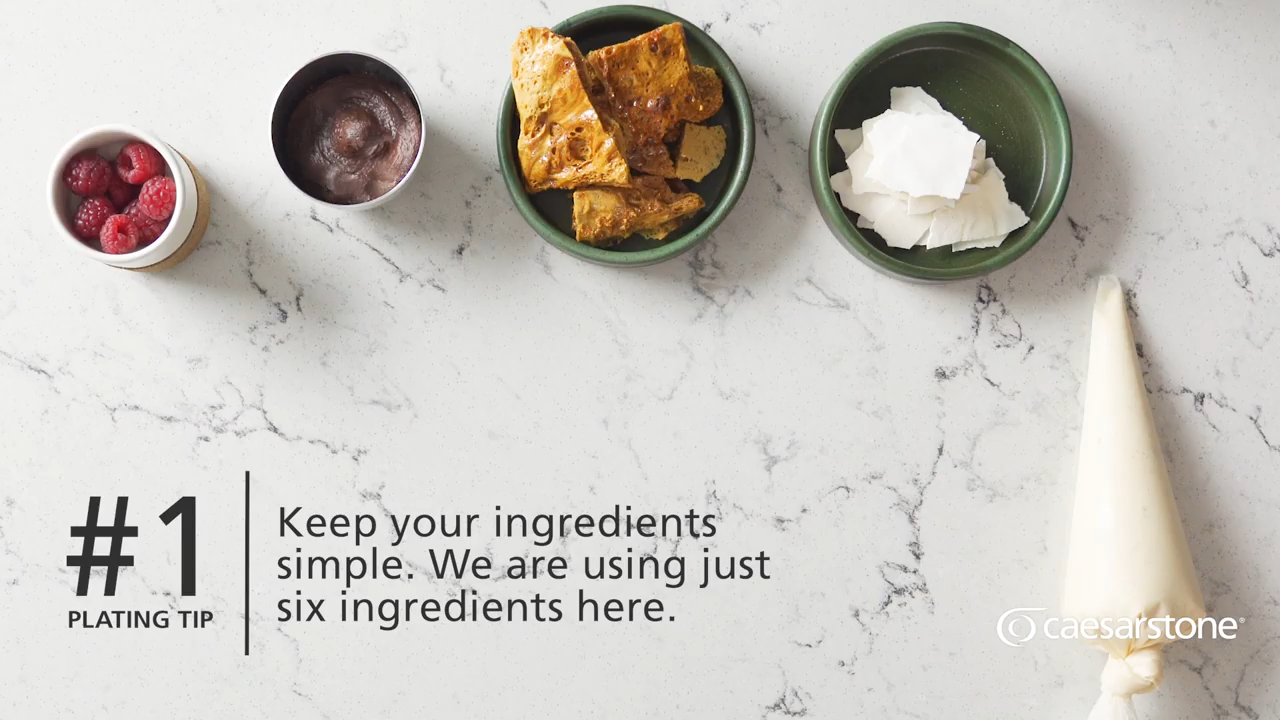 #1
PLATING TIP
Keep your ingredients
simple. We are using just
six ingredients here.
caesarstone®